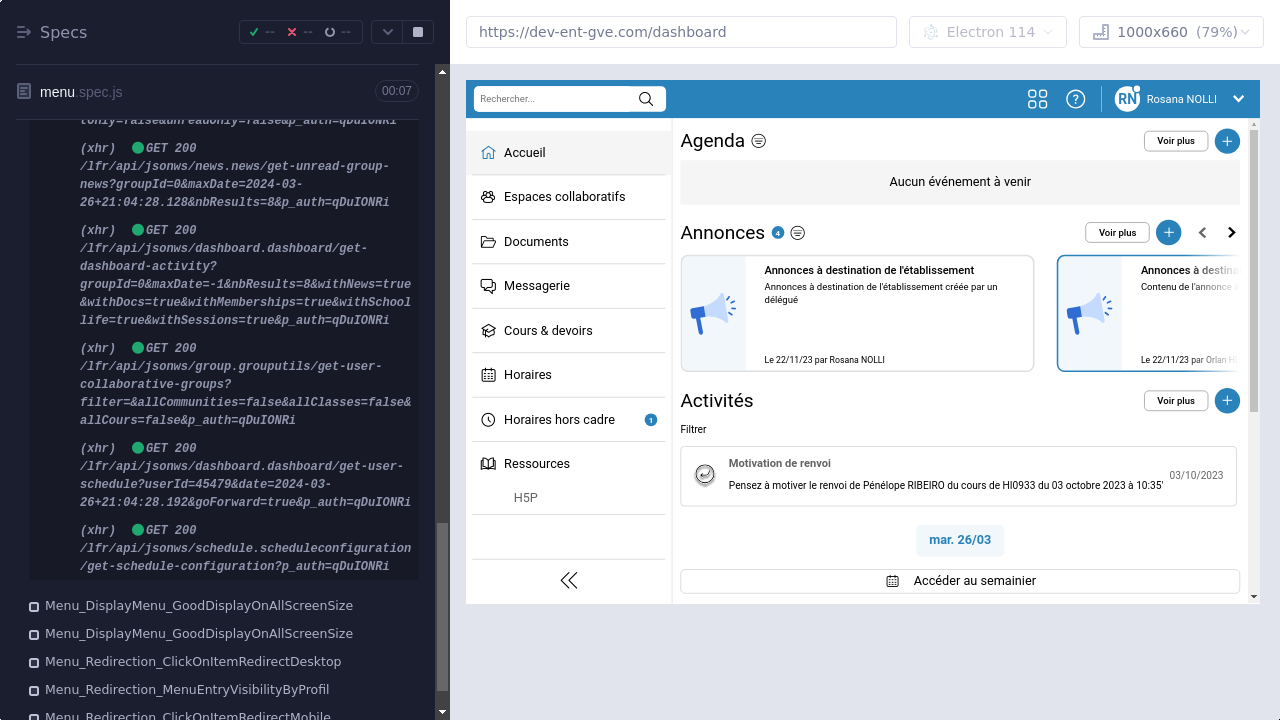 Specs
--
--
--
https://dev-ent-gve.com/dashboard
Electron 114
1000x660 (79%)
menu.spec.js
00:07
tOnly=false&unreadOnly=false&p_auth=qDuIONRi
(xhr) GET 200
/lfr/api/jsonws/news.news/get-unread-group-
news?groupId=0&maxDate=2024-03-
26+21:04:28.128&nbResults=8&p_auth=qDuIONRi
(xhr) GET 200
/lfr/api/jsonws/dashboard.dashboard/get-
dashboard-activity?
groupId=0&maxDate=-1&nbResults=8&withNews=true
&withDocs=true&withMemberships=true&withSchool
life=true&withSessions=true&p_auth=qDuIONRi
(xhr) GET 200
/lfr/api/jsonws/group.grouputils/get-user-
collaborative-groups?
filter=&allCommunities=false&allClasses=false&
allCours=false&p_auth=qDuIONRi
(xhr) GET 200
/lfr/api/jsonws/dashboard.dashboard/get-user-
schedule?userId=45479&date=2024-03-
26+21:04:28.192&goForward=true&p_auth=qDuIONRi
(xhr) GET 200
/lfr/api/jsonws/schedule.scheduleconfiguration
/get-schedule-configuration?p_auth=qDuIONRi
Menu_DisplayMenu_GoodDisplayOnAllScreenSize
Menu_DisplayMenu_GoodDisplayOnAllScreenSize
Menu_Redirection_ClickOnItemRedirectDesktop
Menu_Redirection_MenuEntryVisibilityByProfil
Menu_Redirection_ClickOnItemRedirectMobile
Rechercher...
?
RN
Rosana NOLLI
Accueil
Espaces collaboratifs
Documents
Messagerie
Cours & devoirs
Horaires
Horaires hors cadre
1
Ressources
H5P
Agenda
Voir plus
+
Aucun événement à venir
Annonces
4
Voir plus
+
Annonces à destination de l'établissement
Annonces à destination de l'établissement créée par un
délégué
Le 22/11/23 par Rosana NOLLI
Annonces à destina
Contenu de l'annonce
Le 22/11/23 par Orlan H
Activités
Voir plus
+
Filtrer
Motivation de renvoi
Pensez à motiver le renvoi de Pénélope RIBEIRO du cours de HI0933 du 03 octobre 2023 à 10:35'
03/10/2023
mar. 26/03
Accéder au semainier